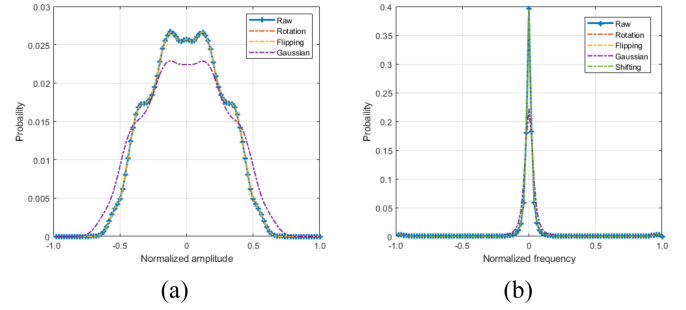 0.03
0.025
0.02
0.015
0.01
0.005
0
-1.0
-0.5
0
0.5
1.0
Probaility
Normalized amplitude
Raw
Rotation
Flipping
Gaussian
(a)
0.4
0.35
0.3
0.25
0.2
0.15
0.1
0.05
0
-1.0
-0.5
0
0.5
1.0
Probaility
Normalized frequency
Raw
Rotation
Flipping
Gaussian
Shifting
(b)